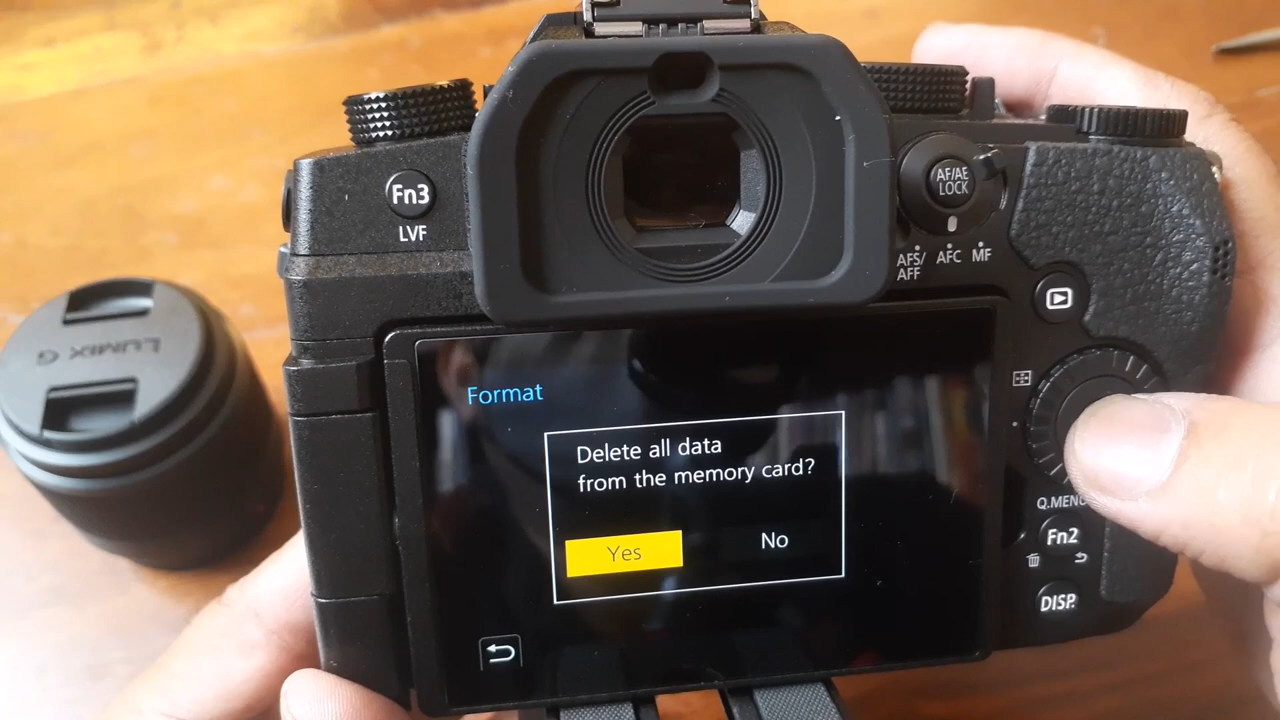 Fn3
LVF
AF/AE
LOCK
AFS/
AFF
AFC
MF
LUMIX G
Format
Delete all data
from the memory card?
Yes
No
Q.MENU
Fn2
DISP.